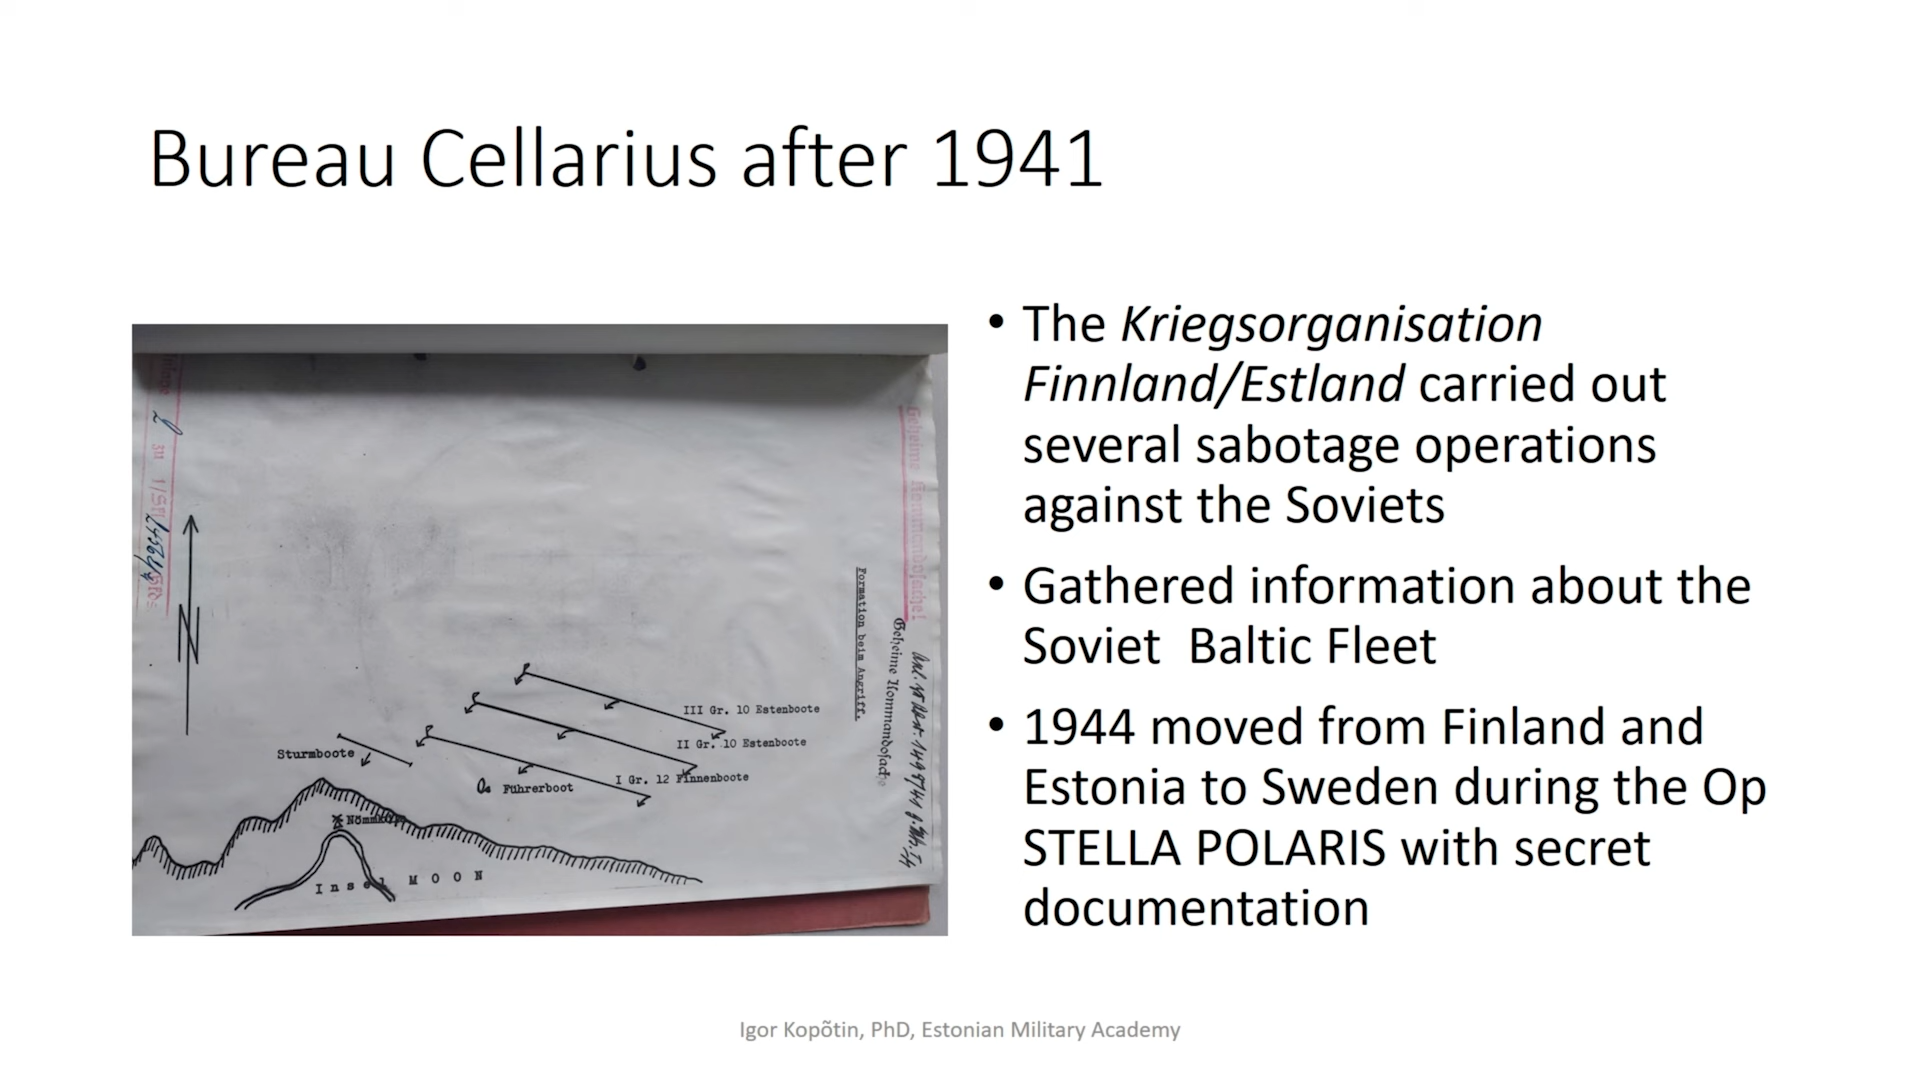 Bureau Cellarius after 1941
Geheime Kommandosache!
Geheime Kommandosache
Formation beim Angriff.
III Gr. 10 Estenboote
II Gr. 10 Estenboote
Sturmboote
I Gr. 12 Finnenboote
Führerboot
Insel MOON
• The Kriegsorganisation
Finnland/Estland carried out
several sabotage operations
against the Soviets
• Gathered information about the
Soviet  Baltic Fleet
• 1944 moved from Finland and
Estonia to Sweden during the Op
STELLA POLARIS with secret
documentation
Igor Kopõtin, PhD, Estonian Military Academy